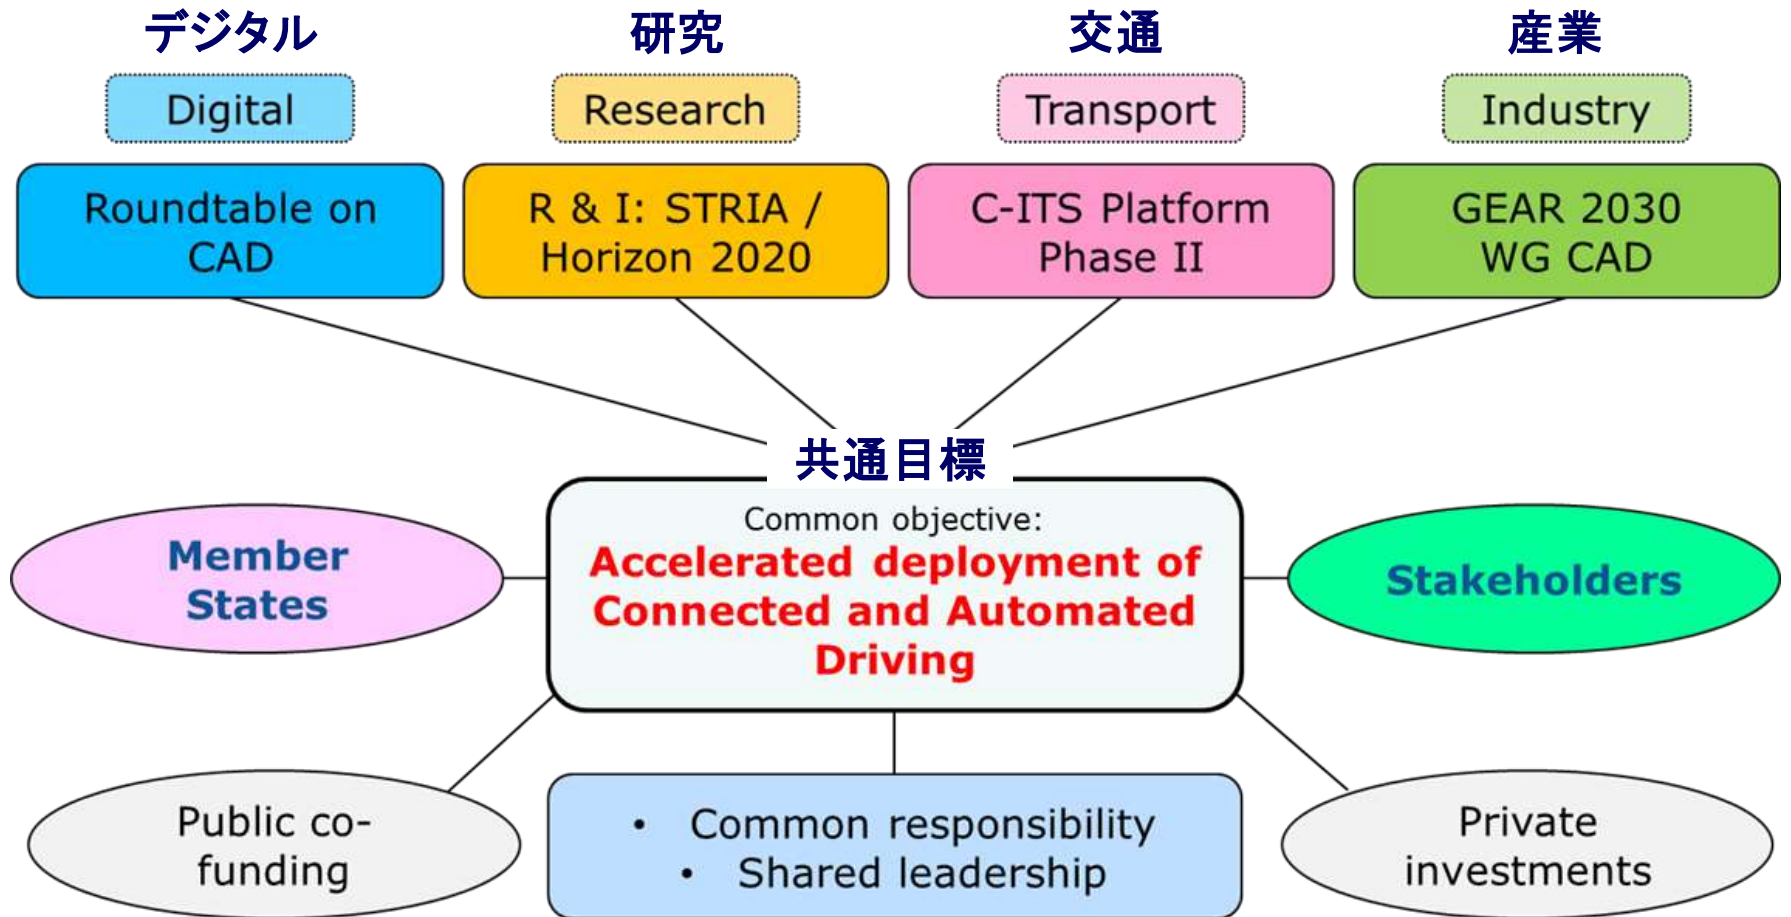 デジタル
研究
交通
産業
Digital
Research
Transport
Industry
Roundtable on
CAD
R & I: STRIA /
Horizon 2020
C-ITS Platform
Phase II
GEAR 2030
WG CAD
共通目標
Common objective:
Accelerated deployment of
Connected and Automated
Driving
Member
States
Stakeholders
Public co-
funding
• Common responsibility
• Shared leadership
Private
investments